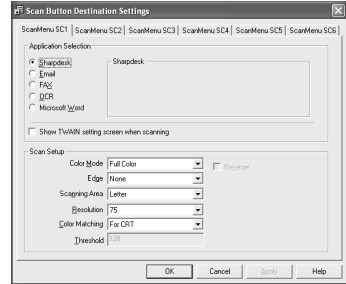 Scan Button Destination Settings
ScanMenu SC1 ScanMenu SC2 ScanMenu SC3 ScanMenu SC4 ScanMenu SC5 ScanMenu SC6
Application Selection
Sharpdesk Sharpdesk
Email
FAX
OCR
Microsoft Word
Show TWAIN setting screen when scanning
Scan Setup
Color Mode Full Color Reverse
Edge None
Scanning Area Letter
Resolution 75
Color Matching For CRT
Threshold 128
OK Cancel Apply Help